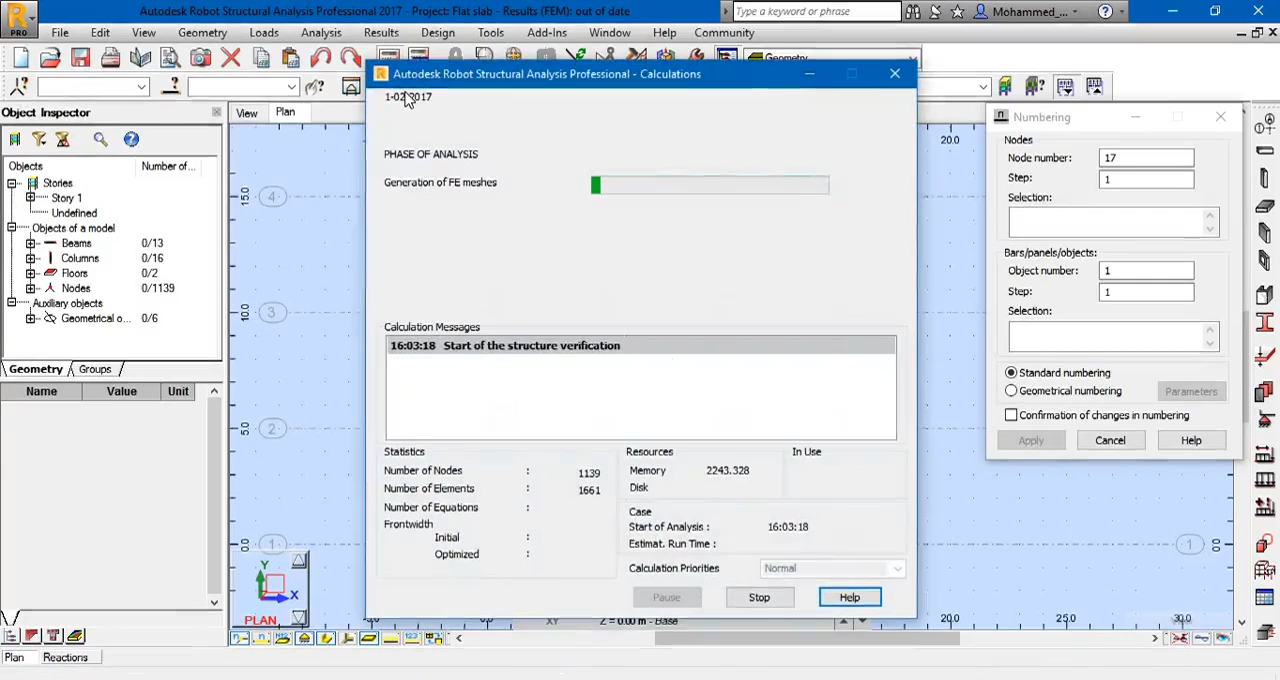 Autodesk Robot Structural Analysis Professional 2017 - Project: Flat slab - Results (FEM): out of date
Type a keyword or phrase
Mohammed_...
PRO
File Edit View Geometry Loads Analysis Results Design Tools Add-Ins Window Help Community
Geometry
Object Inspector
Objects Number of...
Stories
Story 1
Undefined
Objects of a model
Beams 0/13
Columns 0/16
Floors 0/2
Nodes 0/1139
Auxiliary objects
Geometrical o... 0/6
Geometry Groups
Name Value Unit
View Plan
20.0
15.0 4
10.0 3
5.0 2
0.0 1
1 0.0
Y
X
PLAN
20.0 25.0 30.0
XY Z = 0.00 m - Base
Plan Reactions
Autodesk Robot Structural Analysis Professional - Calculations
PHASE OF ANALYSIS
Generation of FE meshes
Calculation Messages
16:03:18 Start of the structure verification
Statistics
Number of Nodes : 1139
Number of Elements : 1661
Number of Equations :
Frontwidth
Initial :
Optimized :
Resources In Use
Memory 2243.328
Disk
Case
Start of Analysis : 16:03:18
Estimat. Run Time :
Calculation Priorities Normal
Pause Stop Help
Numbering
Nodes
Node number: 17
Step: 1
Selection:
Bars/panels/objects:
Object number: 1
Step: 1
Selection:
Standard numbering
Geometrical numbering Parameters
Confirmation of changes in numbering
Apply Cancel Help